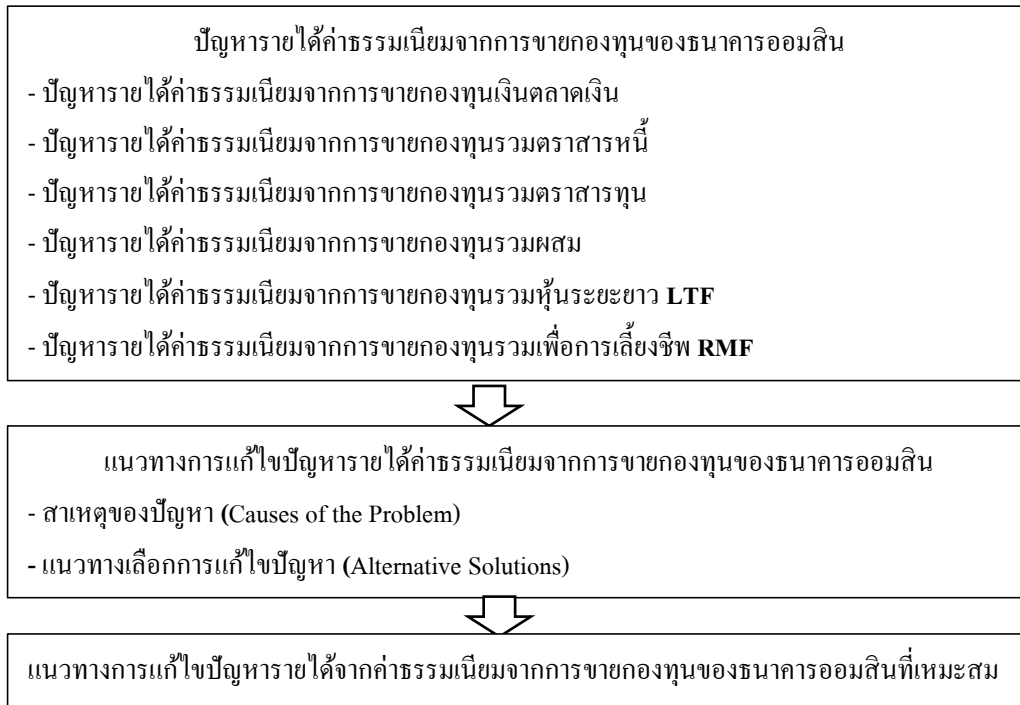 ปัญหารายได้ค่าธรรมเนียมจากการขายกองทุนของธนาคารออมสิน
- ปัญหารายได้ค่าธรรมเนียมจากการขายกองทุนเงินตลาดเงิน
- ปัญหารายได้ค่าธรรมเนียมจากการขายกองทุนรวมตราสารหนี้
- ปัญหารายได้ค่าธรรมเนียมจากการขายกองทุนรวมตราสารทุน
- ปัญหารายได้ค่าธรรมเนียมจากการขายกองทุนรวมผสม
- ปัญหารายได้ค่าธรรมเนียมจากการขายกองทุนรวมหุ้นระยะยาว LTF
- ปัญหารายได้ค่าธรรมเนียมจากการขายกองทุนรวมเพื่อการเลี้ยงชีพ RMF
แนวทางการแก้ไขปัญหารายได้ค่าธรรมเนียมจากการขายกองทุนของธนาคารออมสิน
- สาเหตุของปัญหา (Causes of the Problem)
- แนวทางเลือกการแก้ไขปัญหา (Alternative Solutions)
แนวทางการแก้ไขปัญหารายได้จากค่าธรรมเนียมจากการขายกองทุนของธนาคารออมสินที่เหมะสม